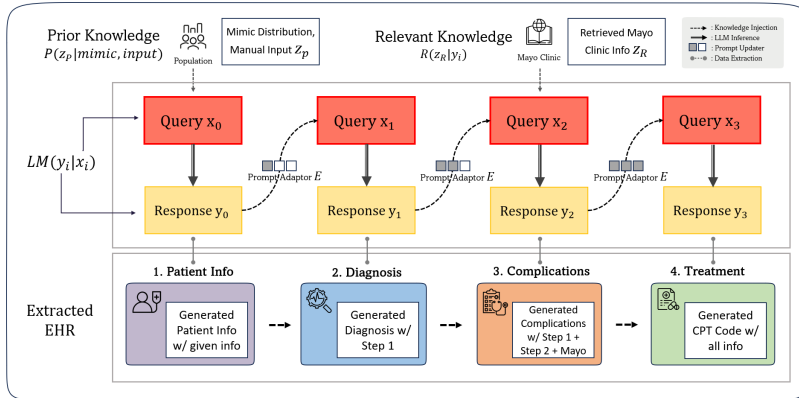 Prior Knowledge
P(z_p|mimic, input)
Population
Mimic Distribution,
Manual Input Z_p
Relevant Knowledge
R(z_R|y_i)
Mayo Clinic
Retrieved Mayo
Clinic Info Z_R
: Knowledge Injection
: LLM Inference
: Prompt Updater
: Data Extraction
LM(y_i|x_i)
Query x_0
Query x_1
Query x_2
Query x_3
Prompt Adaptor E
Prompt Adaptor E
Prompt Adaptor E
Response y_0
Response y_1
Response y_2
Response y_3
Extracted
EHR
1. Patient Info
Generated
Patient Info
w/ given info
2. Diagnosis
Generated
Diagnosis w/
Step 1
3. Complications
Generated
Complications
w/ Step 1 +
Step 2 + Mayo
4. Treatment
Generated
CPT Code w/
all info